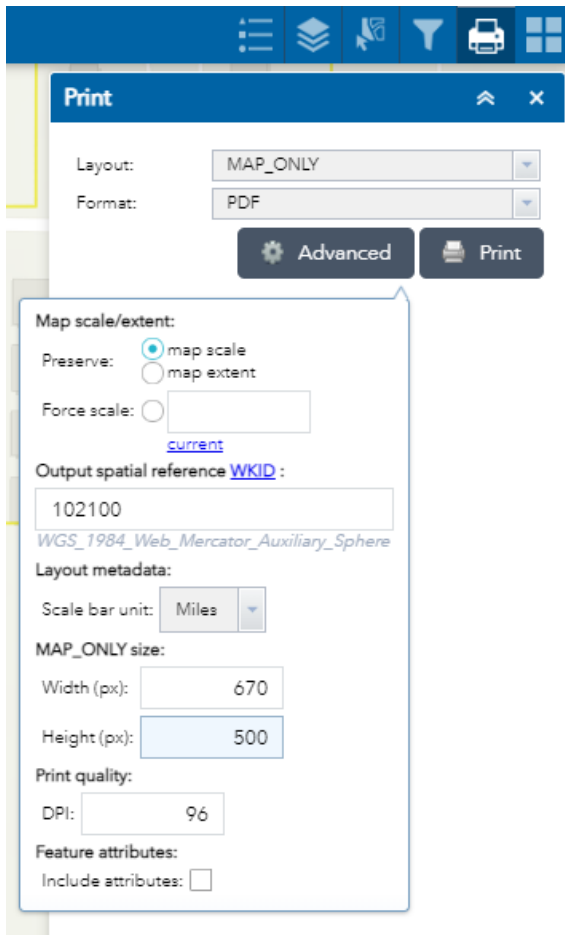 Print
Layout: MAP_ONLY
Format: PDF
Advanced Print
Map scale/extent:
Preserve: map scale
map extent
Force scale:
current
Output spatial reference WKID :
102100
WGS_1984_Web_Mercator_Auxiliary_Sphere
Layout metadata:
Scale bar unit: Miles
MAP_ONLY size:
Width (px): 670
Height (px): 500
Print quality:
DPI: 96
Feature attributes:
Include attributes: